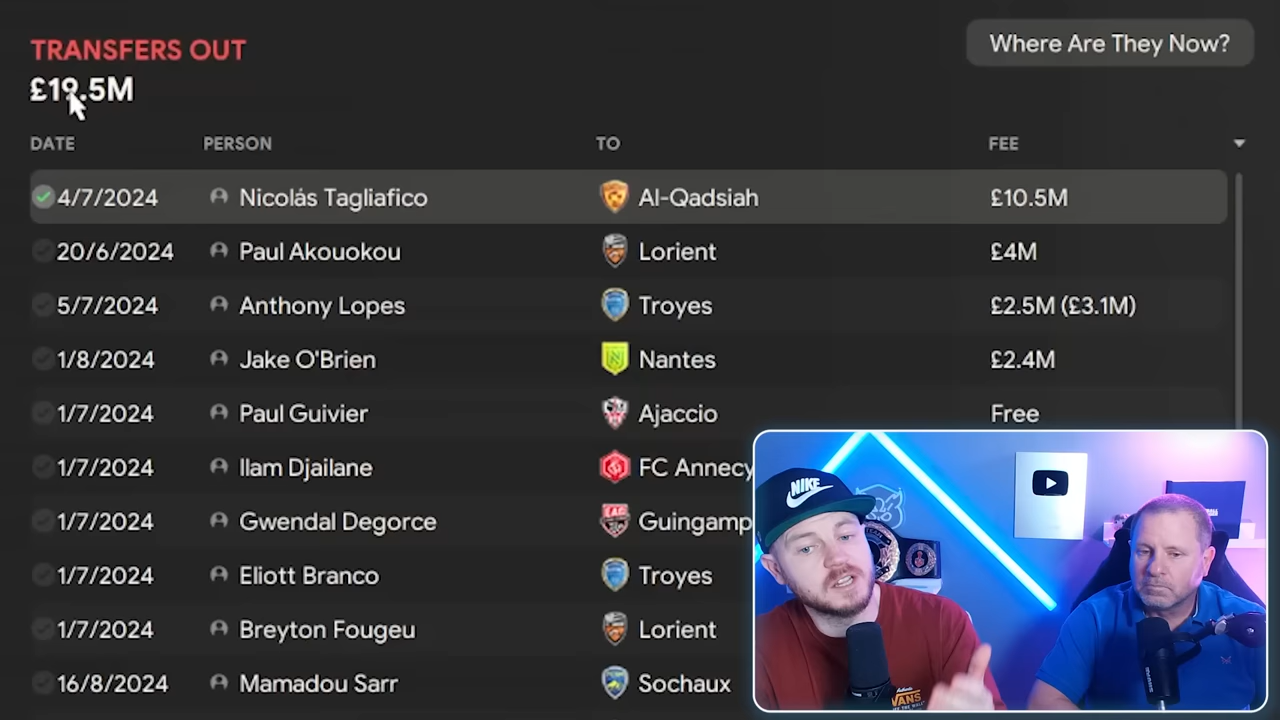 TRANSFERS OUT
Where Are They Now?
£19.5M
DATE PERSON TO FEE
4/7/2024 Nicolás Tagliafico Al-Qadsiah £10.5M
20/6/2024 Paul Akouokou Lorient £4M
5/7/2024 Anthony Lopes Troyes £2.5M (£3.1M)
1/8/2024 Jake O'Brien Nantes £2.4M
1/7/2024 Paul Guivier Ajaccio Free
1/7/2024 Ilam Djailane FC Annecy
1/7/2024 Gwendal Degorce Guingamp
1/7/2024 Eliott Branco Troyes
1/7/2024 Breyton Fougeu Lorient
16/8/2024 Mamadou Sarr Sochaux
NIKE
VANS